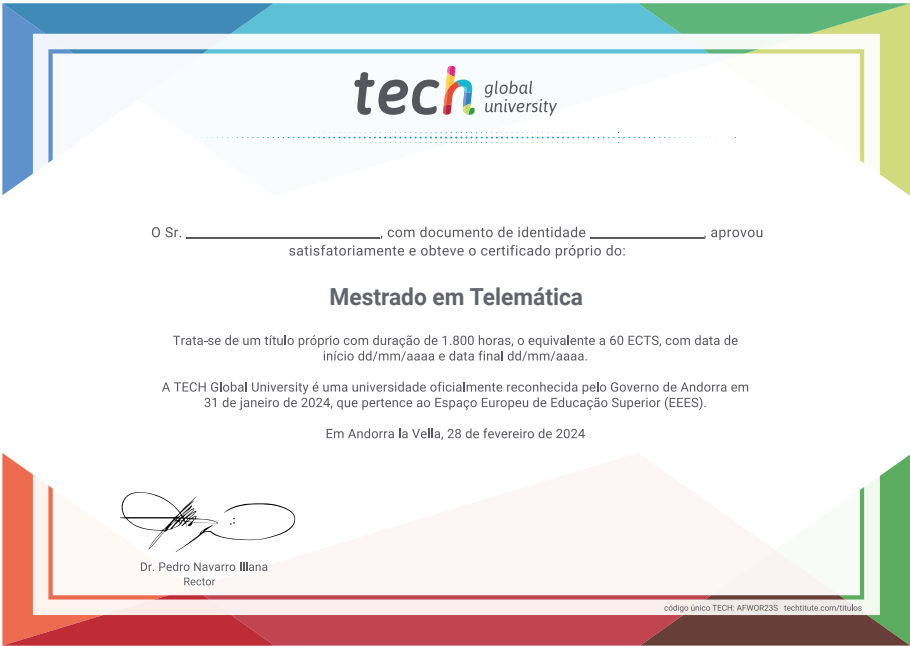 tech global university
O Sr. ____________________, com documento de identidade ____________, aprovou
satisfatoriamente e obteve o certificado próprio do:
Mestrado em Telemática
Trata-se de um título próprio com duração de 1.800 horas, o equivalente a 60 ECTS, com data de
início dd/mm/aaaa e data final dd/mm/aaaa.
A TECH Global University é uma universidade oficialmente reconhecida pelo Governo de Andorra em
31 de janeiro de 2024, que pertence ao Espaço Europeu de Educação Superior (EEES).
Em Andorra la Vella, 28 de fevereiro de 2024
Dr. Pedro Navarro Illana
Rector
código único TECH: AFWOR23S techtitute.com/titulos